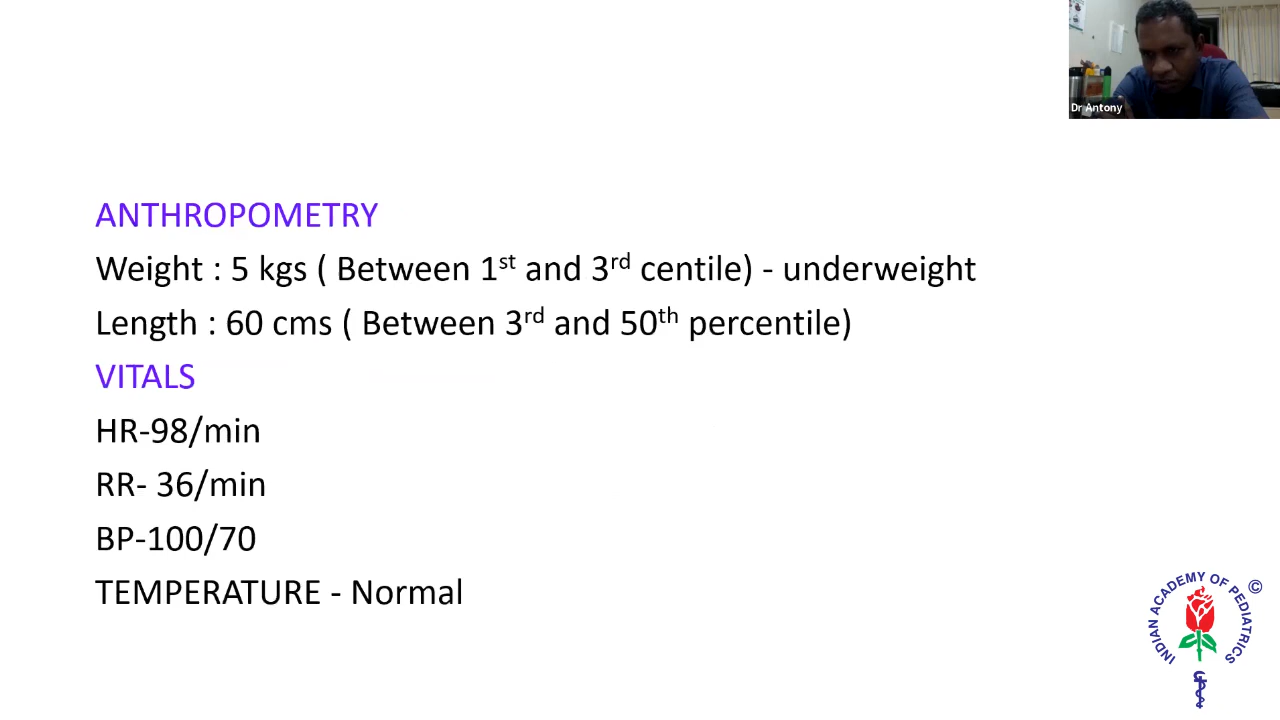 Dr Antony
ANTHROPOMETRY
Weight : 5 kgs ( Between 1st and 3rd centile) - underweight
Length : 60 cms ( Between 3rd and 50th percentile)
VITALS
HR-98/min
RR- 36/min
BP-100/70
TEMPERATURE - Normal
INDIAN ACADEMY OF PEDIATRICS ©